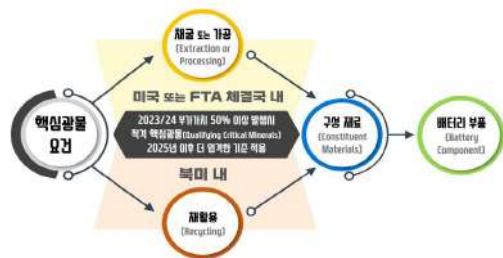 채굴 또는 가공
(Extraction or
Processing)
미국 또는 FTA 체결국 내
핵심광물
요건
2023/24 부가가치 50% 이상 발생시
적격 핵심광물(Qualifying Critical Minerals)
2025년 이후 더 엄격한 기준 적용
구성 재료
(Constituent
Materials)
배터리 부품
(Battery
Component)
북미 내
재활용
(Recycling)